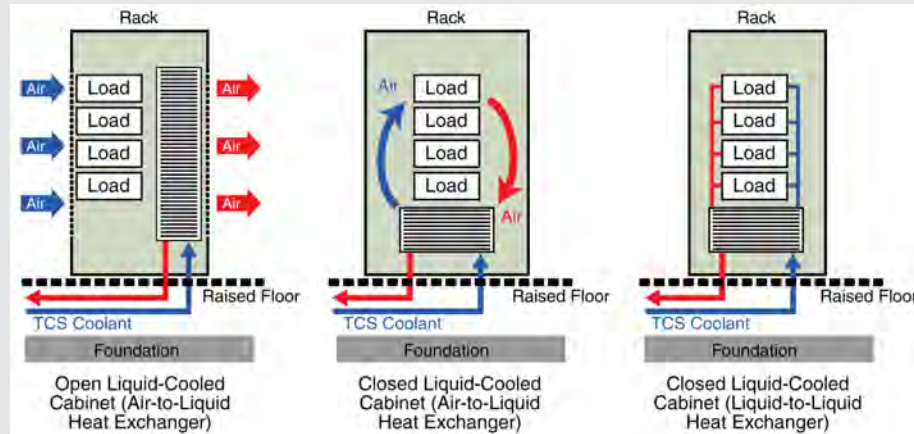 Rack
Air
Load
Air
Load
Air
Load
Air
Load
Air
Air
Raised Floor
TCS Coolant
Foundation
Open Liquid-Cooled
Cabinet (Air-to-Liquid
Heat Exchanger)
Rack
Air
Load
Load
Load
Load
Air
Raised Floor
TCS Coolant
Foundation
Closed Liquid-Cooled
Cabinet (Air-to-Liquid
Heat Exchanger)
Rack
Load
Load
Load
Load
Raised Floor
TCS Coolant
Foundation
Closed Liquid-Cooled
Cabinet (Liquid-to-Liquid
Heat Exchanger)